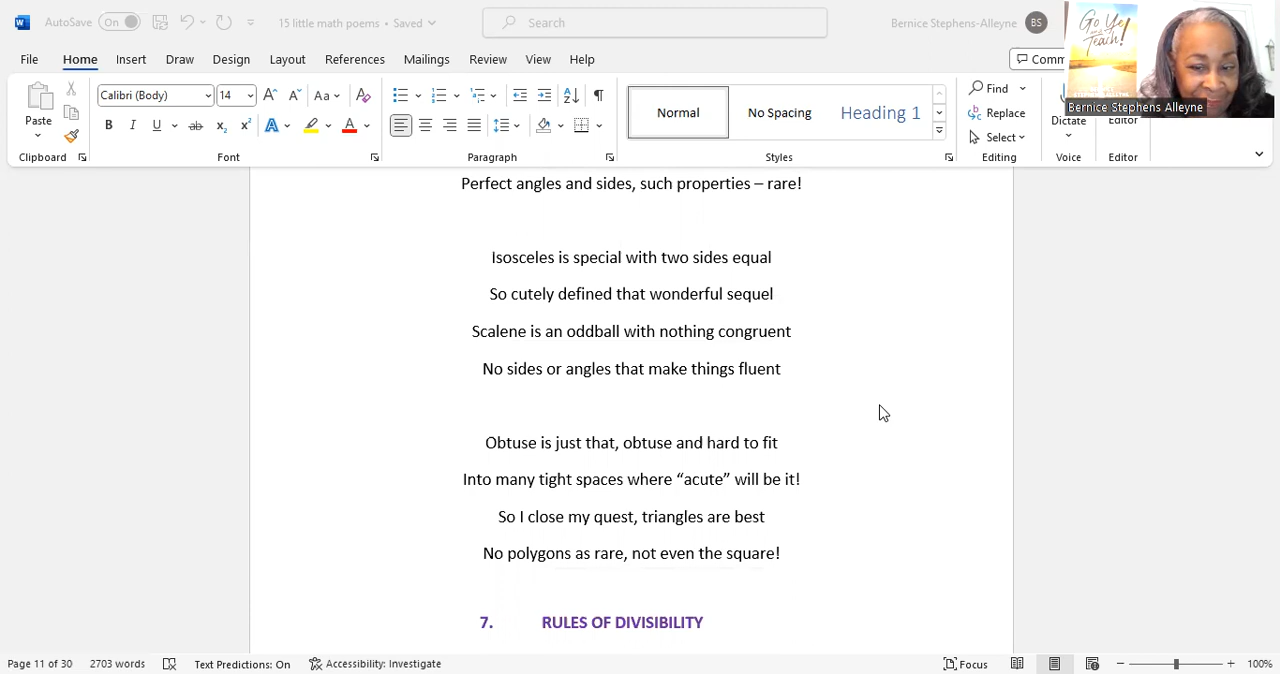 AutoSave On 15 little math poems • Saved Search Bernice Stephens-Alleyne BS
Go Ye and Teach!
Bernice Stephens Alleyne
File Home Insert Draw Design Layout References Mailings Review View Help Comm
Calibri (Body) 14 Aa
Paste
B I U ab x₂ x² A A
Normal No Spacing Heading 1
Find
Replace
Select
Dictate Editor
Clipboard Font Paragraph Styles Editing Voice Editor
Perfect angles and sides, such properties – rare!
Isosceles is special with two sides equal
So cutely defined that wonderful sequel
Scalene is an oddball with nothing congruent
No sides or angles that make things fluent
Obtuse is just that, obtuse and hard to fit
Into many tight spaces where “acute” will be it!
So I close my quest, triangles are best
No polygons as rare, not even the square!
7. RULES OF DIVISIBILITY
Page 11 of 30 2703 words Text Predictions: On Accessibility: Investigate Focus 100%